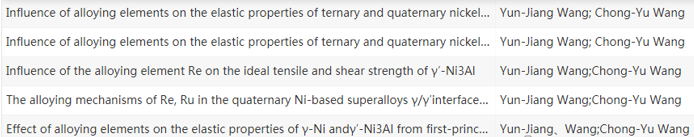 Influence of alloying elements on the elastic properties of ternary and quaternary nickel... Yun-Jiang Wang; Chong-Yu Wang
Influence of alloying elements on the elastic properties of ternary and quaternary nickel... Yun-Jiang Wang; Chong-Yu Wang
Influence of the alloying element Re on the ideal tensile and shear strength of γ′-Ni3Al Yun-Jiang Wang;Chong-Yu Wang
The alloying mechanisms of Re, Ru in the quaternary Ni-based superalloys γ/γ′interface... Yun-Jiang Wang;Chong-Yu Wang
Effect of alloying elements on the elastic properties of γ-Ni andγ′-Ni3Al from first-princ... Yun-Jiang、Wang;Chong-Yu Wang